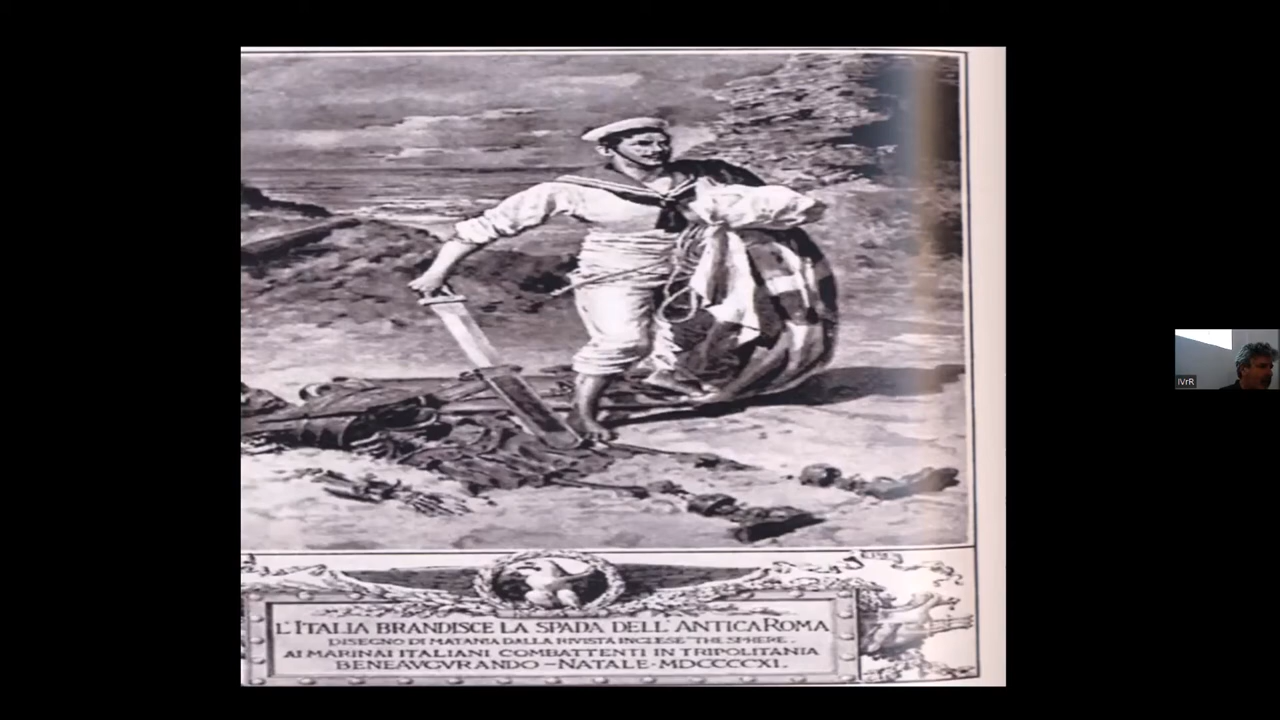 L'ITALIA BRANDISCE LA SPADA DELL'ANTICA ROMA
DISEGNO DI MATANIA DALLA RIVISTA INGLESE "THE SPHERE.
AI MARINAI ITALIANI COMBATTENTI IN TRIPOLITANIA
BENEAVGVRANDO - NATALE · MDCCCCXI.
IVrR